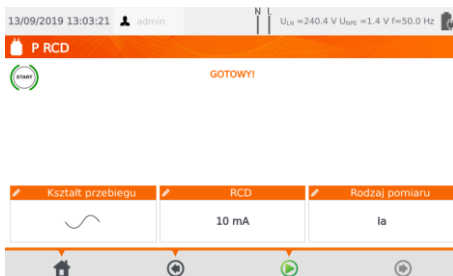 13/09/2019 13:03:21 admin N L U_LN =240.4 V U_NPE =1.4 V f=50.0 Hz
P RCD
START
GOTOWY!
Kształt przebiegu RCD Rodzaj pomiaru
10 mA Ia